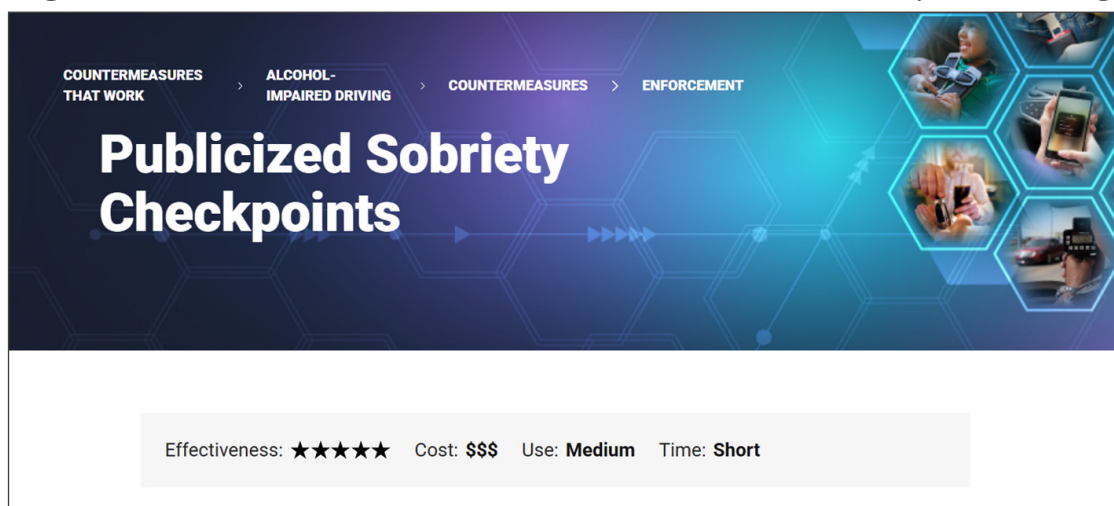 COUNTERMEASURES THAT WORK > ALCOHOL-IMPAIRED DRIVING > COUNTERMEASURES > ENFORCEMENT
Publicized Sobriety
Checkpoints
Effectiveness: ★★★★★ Cost: $$$ Use: Medium Time: Short